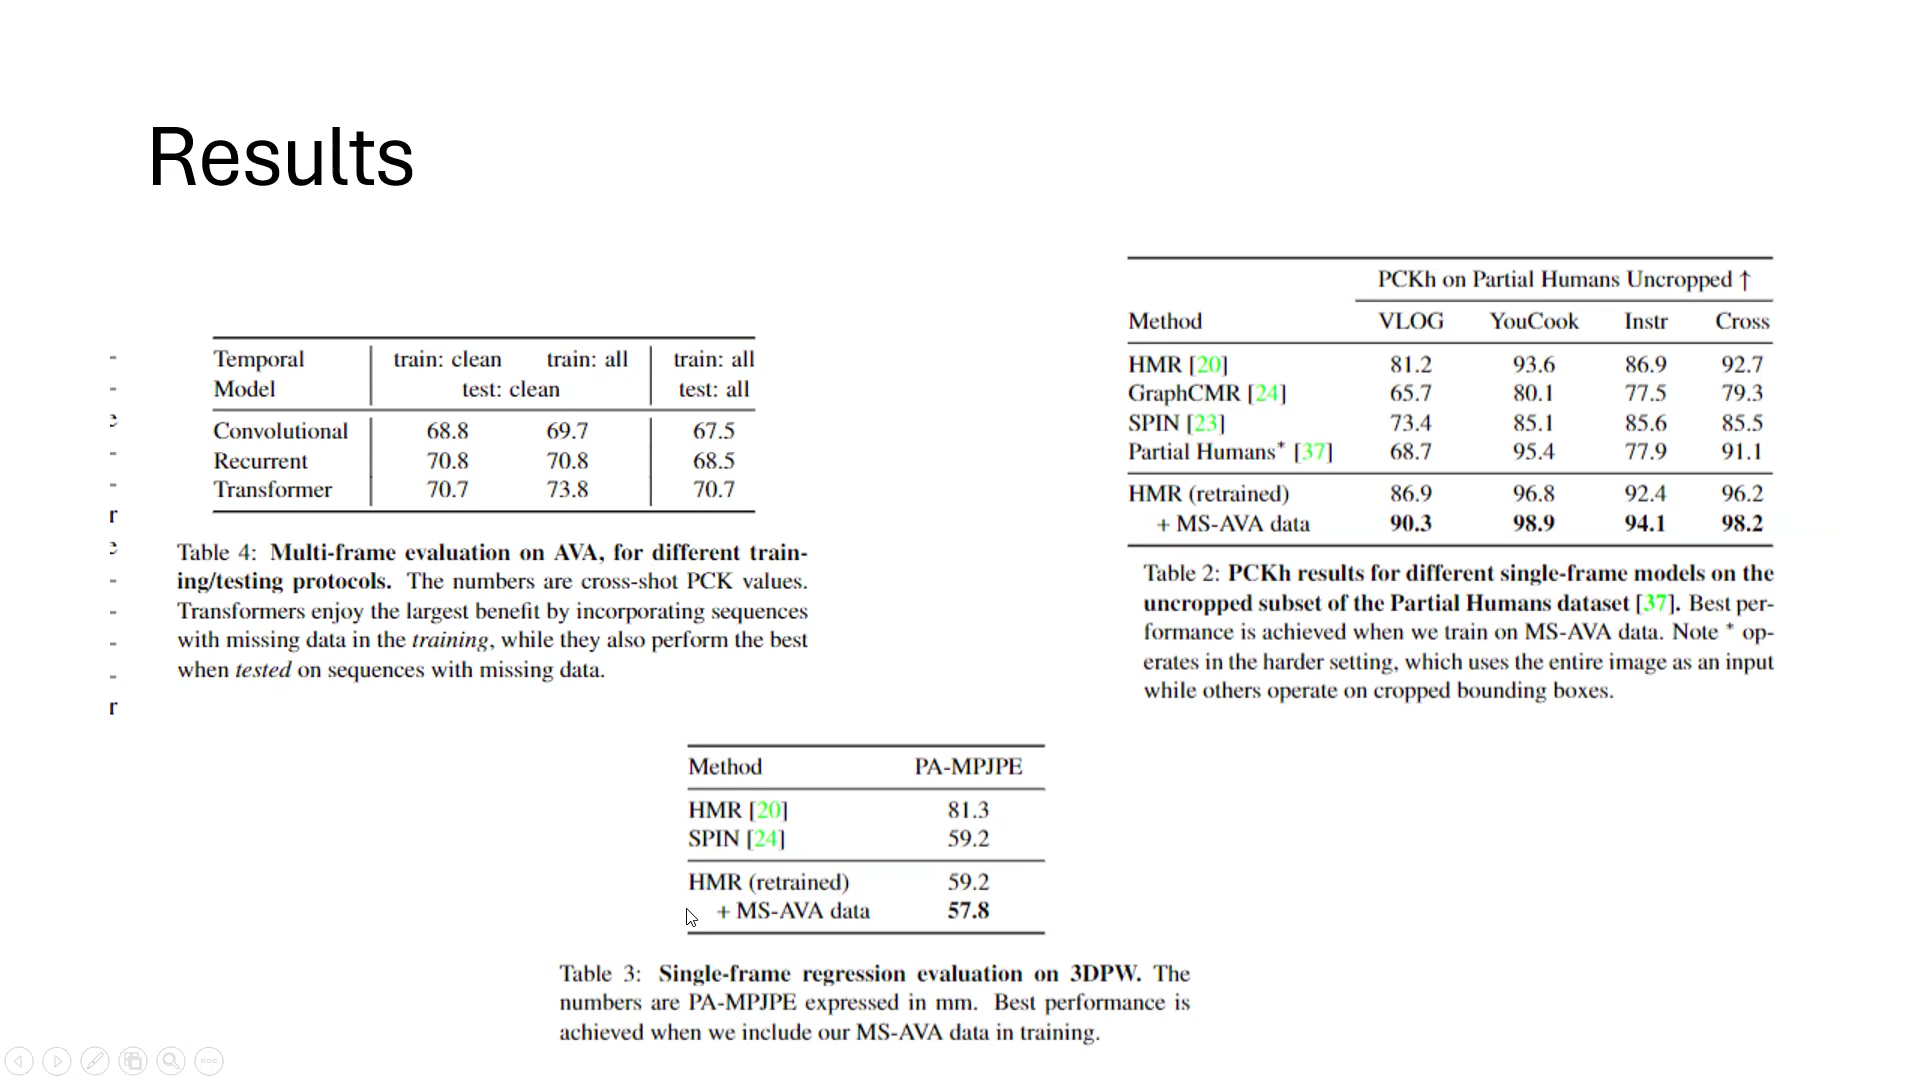 Results
Temporal train: clean train: all train: all
Model test: clean test: all
Convolutional 68.8 69.7 67.5
Recurrent 70.8 70.8 68.5
Transformer 70.7 73.8 70.7
Table 4: Multi-frame evaluation on AVA, for different train-
ing/testing protocols. The numbers are cross-shot PCK values.
Transformers enjoy the largest benefit by incorporating sequences
with missing data in the training, while they also perform the best
when tested on sequences with missing data.
PCKh on Partial Humans Uncropped ↑
Method VLOG YouCook Instr Cross
HMR [20] 81.2 93.6 86.9 92.7
GraphCMR [24] 65.7 80.1 77.5 79.3
SPIN [23] 73.4 85.1 85.6 85.5
Partial Humans* [37] 68.7 95.4 77.9 91.1
HMR (retrained) 86.9 96.8 92.4 96.2
+ MS-AVA data 90.3 98.9 94.1 98.2
Table 2: PCKh results for different single-frame models on the
uncropped subset of the Partial Humans dataset [37]. Best per-
formance is achieved when we train on MS-AVA data. Note * op-
erates in the harder setting, which uses the entire image as an input
while others operate on cropped bounding boxes.
Method PA-MPJPE
HMR [20] 81.3
SPIN [24] 59.2
HMR (retrained) 59.2
+ MS-AVA data 57.8
Table 3: Single-frame regression evaluation on 3DPW. The
numbers are PA-MPJPE expressed in mm. Best performance is
achieved when we include our MS-AVA data in training.